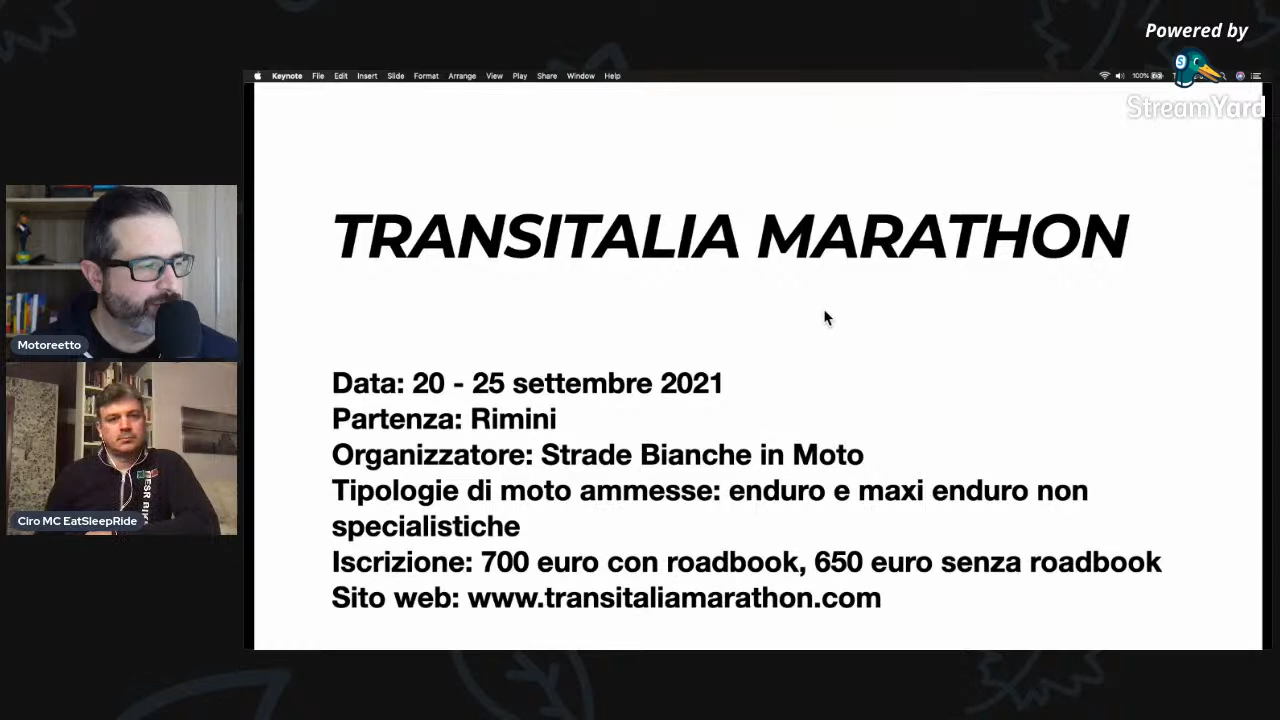 Powered by
StreamYard
Keynote File Edit Insert Slide Format Arrange View Play Share Window Help
100%
TRANSITALIA MARATHON
Data: 20 - 25 settembre 2021
Partenza: Rimini
Organizzatore: Strade Bianche in Moto
Tipologie di moto ammesse: enduro e maxi enduro non
specialistiche
Iscrizione: 700 euro con roadbook, 650 euro senza roadbook
Sito web: www.transitaliamarathon.com
Motoreetto
Ciro MC EatSleepRide